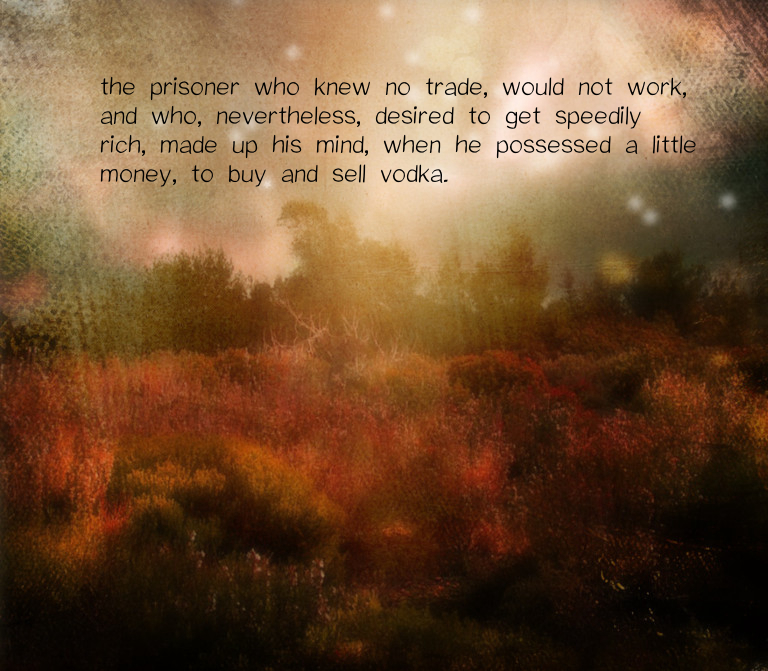 the prisoner who knew no trade, would not work,
and who, nevertheless, desired to get speedily
rich, made up his mind, when he possessed a little
money, to buy and sell vodka.